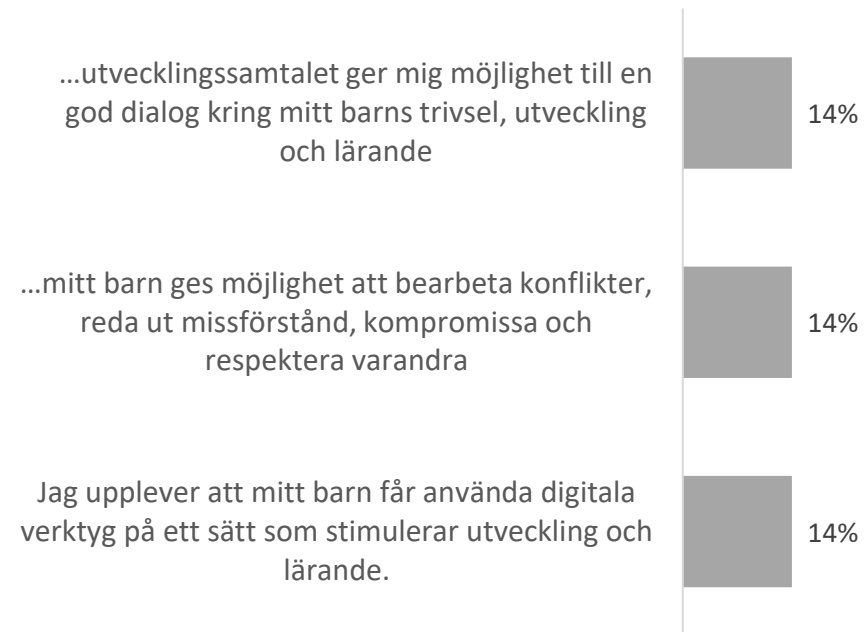 ...utvecklingssamtalet ger mig möjlighet till en
god dialog kring mitt barns trivsel, utveckling
och lärande
14%
...mitt barn ges möjlighet att bearbeta konflikter,
reda ut missförstånd, kompromissa och
respektera varandra
14%
Jag upplever att mitt barn får använda digitala
verktyg på ett sätt som stimulerar utveckling och
lärande.
14%